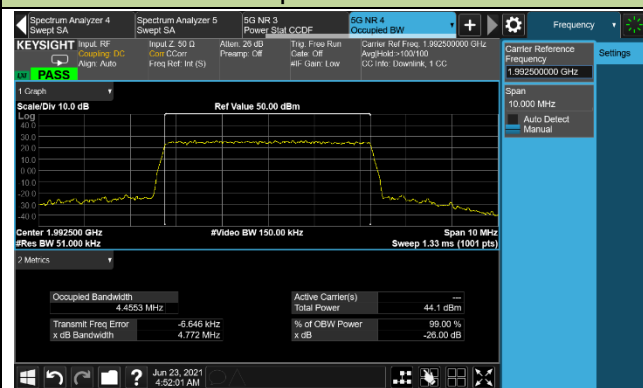 Spectrum Analyzer 4 Spectrum Analyzer 5 5G NR 3 5G NR 4 Frequency
Swept SA Swept SA Power Stat CCDF Occupied BW
KEYSIGHT Input: RF Input Z: 50 Ω Atten: 26 dB Trig: Free Run Carrier Ref Freq: 1.992500000 GHz
Coupling: DC Corr CCorr Preamp: Off Gate: Off Avg|Hold:>100/100
Align: Auto Freq Ref: Int (S) #IF Gain: Low CC Info: Downlink, 1 CC
PASS
Carrier Reference
Frequency
1.992500000 GHz
Settings
Span
10.000 MHz
Auto Detect
Manual
1 Graph
Scale/Div 10.0 dB Ref Value 50.00 dBm
Log
40.0
30.0
20.0
10.0
0.00
-10.0
-20.0
-30.0
-40.0
Center 1.992500 GHz #Video BW 150.00 kHz Span 10 MHz
#Res BW 51.000 kHz Sweep 1.33 ms (1001 pts)
2 Metrics
Occupied Bandwidth Active Carrier(s) ---
4.4553 MHz Total Power 44.1 dBm
Transmit Freq Error -6.646 kHz % of OBW Power 99.00 %
x dB Bandwidth 4.772 MHz x dB -26.00 dB
Jun 23, 2021
4:52:01 AM